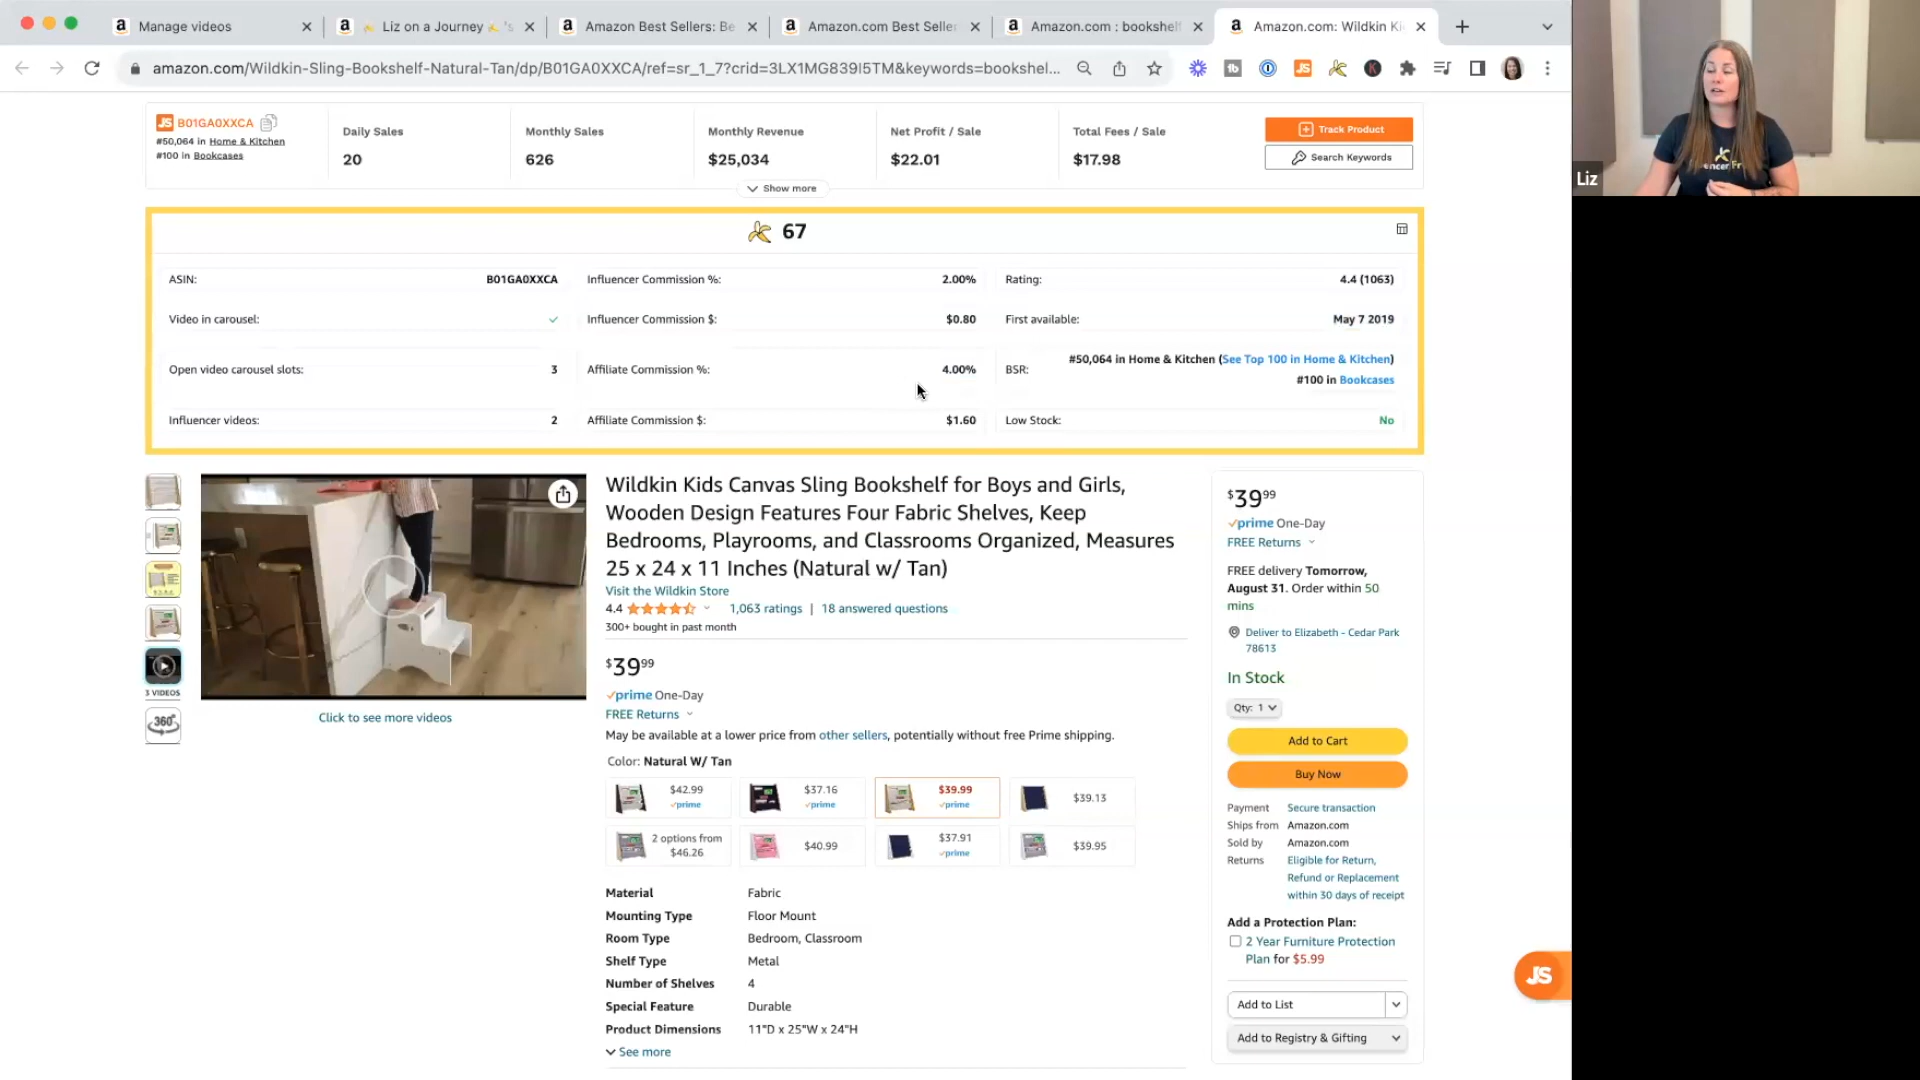 Manage videos
Liz on a Journey 's
Amazon Best Sellers: Be
Amazon.com Best Seller
Amazon.com : bookshelf
Amazon.com: Wildkin Ki
amazon.com/Wildkin-Sling-Bookshelf-Natural-Tan/dp/B01GA0XXCA/ref=sr_1_7?crid=3LX1MG839I5TM&keywords=bookshel...
JS B01GA0XXCA
#50,064 in Home & Kitchen
#100 in Bookcases
Daily Sales
20
Monthly Sales
626
Monthly Revenue
$25,034
Net Profit / Sale
$22.01
Total Fees / Sale
$17.98
Track Product
Search Keywords
Show more
67
ASIN: B01GA0XXCA
Video in carousel:
Open video carousel slots: 3
Influencer videos: 2
Influencer Commission %: 2.00%
Influencer Commission $: $0.80
Affiliate Commission %: 4.00%
Affiliate Commission $: $1.60
Rating: 4.4 (1063)
First available: May 7 2019
BSR: #50,064 in Home & Kitchen (See Top 100 in Home & Kitchen)
#100 in Bookcases
Low Stock: No
3 VIDEOS
360°
Click to see more videos
Wildkin Kids Canvas Sling Bookshelf for Boys and Girls,
Wooden Design Features Four Fabric Shelves, Keep
Bedrooms, Playrooms, and Classrooms Organized, Measures
25 x 24 x 11 Inches (Natural w/ Tan)
Visit the Wildkin Store
4.4 1,063 ratings | 18 answered questions
300+ bought in past month
$39 99
prime One-Day
FREE Returns
May be available at a lower price from other sellers, potentially without free Prime shipping.
Color: Natural W/ Tan
$42.99
prime
$37.16
prime
$39.99
prime
$39.13
2 options from
$46.26
$40.99
$37.91
prime
$39.95
Material Fabric
Mounting Type Floor Mount
Room Type Bedroom, Classroom
Shelf Type Metal
Number of Shelves 4
Special Feature Durable
Product Dimensions 11"D x 25"W x 24"H
See more
$39 99
prime One-Day
FREE Returns
FREE delivery Tomorrow,
August 31. Order within 50
mins
Deliver to Elizabeth - Cedar Park
78613
In Stock
Qty: 1
Add to Cart
Buy Now
Payment Secure transaction
Ships from Amazon.com
Sold by Amazon.com
Returns Eligible for Return,
Refund or Replacement
within 30 days of receipt
Add a Protection Plan:
2 Year Furniture Protection
Plan for $5.99
Add to List
Add to Registry & Gifting
JS
Liz